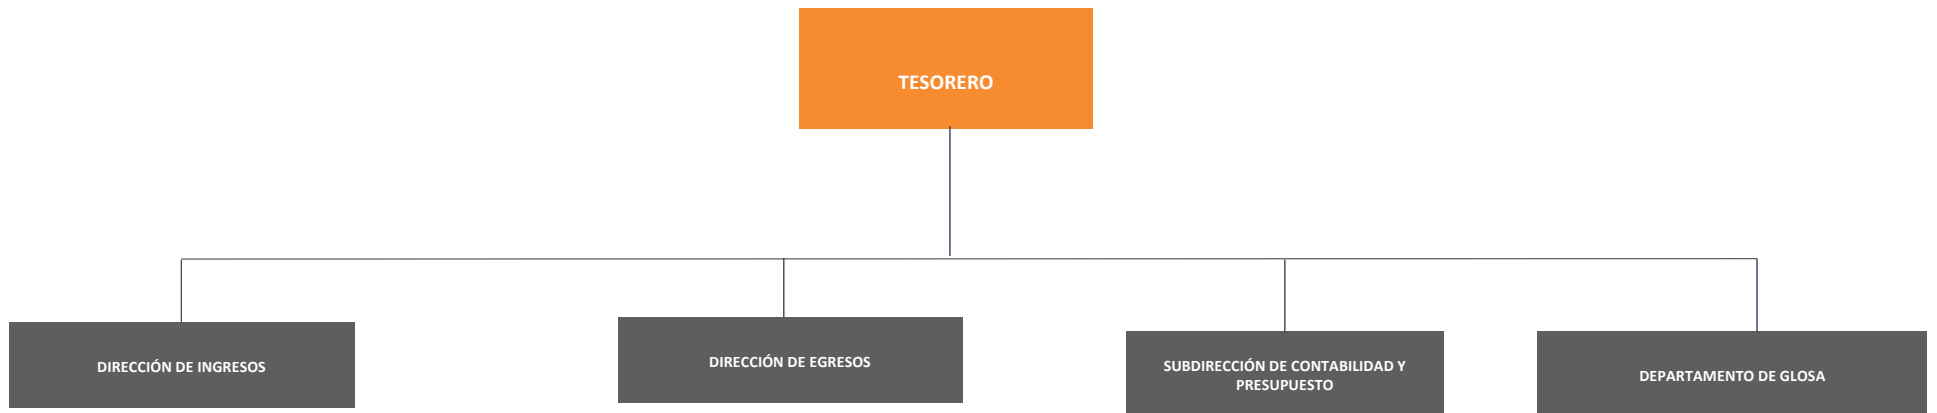 TESORERO
DIRECCIÓN DE INGRESOS
DIRECCIÓN DE EGRESOS
SUBDIRECCIÓN DE CONTABILIDAD Y
PRESUPUESTO
DEPARTAMENTO DE GLOSA